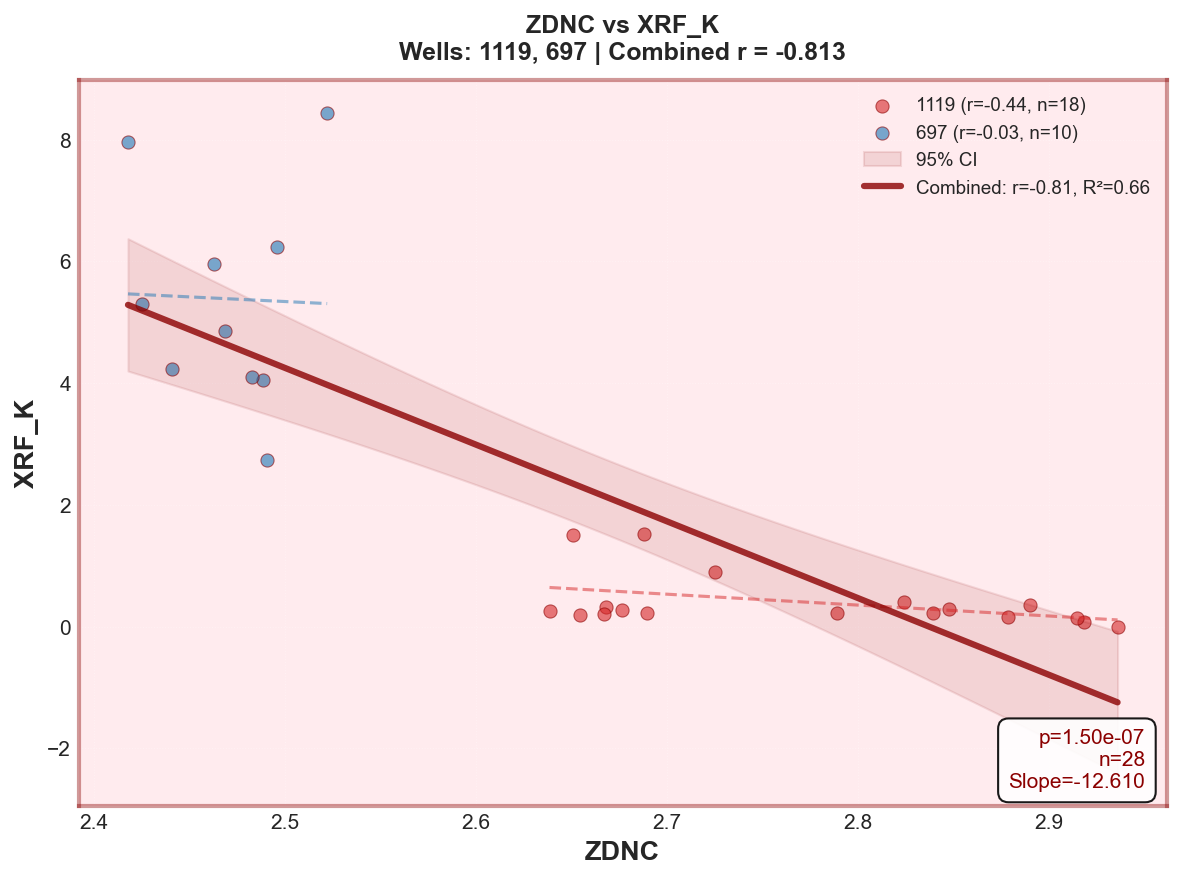 ZDNC vs XRF_K
Wells: 1119, 697 | Combined r = -0.813
1119 (r=-0.44, n=18)
697 (r=-0.03, n=10)
95% CI
Combined: r=-0.81, R²=0.66
XRF_K
8
6
4
2
0
−2
p=1.50e-07
n=28
Slope=-12.610
2.4 2.5 2.6 2.7 2.8 2.9
ZDNC